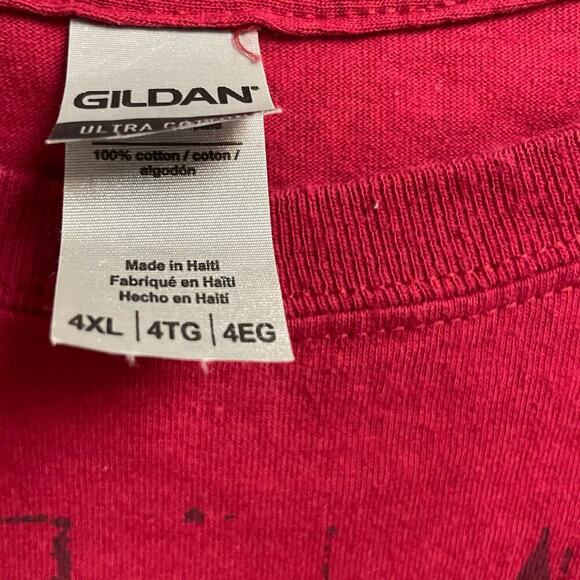 GILDAN
ULTRA
100% cotton / coton /
algodón
Made in Haiti
Fabriqué en Haïti
Hecho en Haití
4XL | 4TG | 4EG